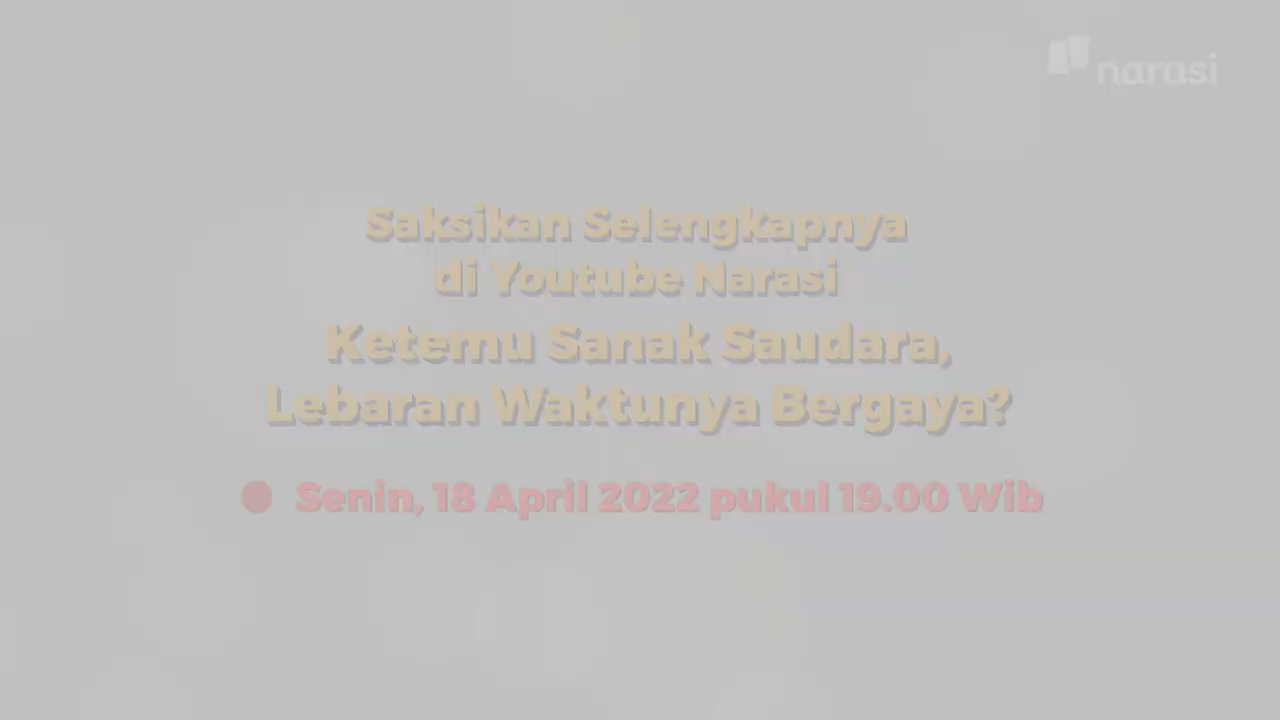 narasi
Saksikan Selengkapnya
di Youtube Narasi
Ketemu Sanak Saudara,
Lebaran Waktunya Bergaya?
Senin, 18 April 2022 pukul 19.00 Wib